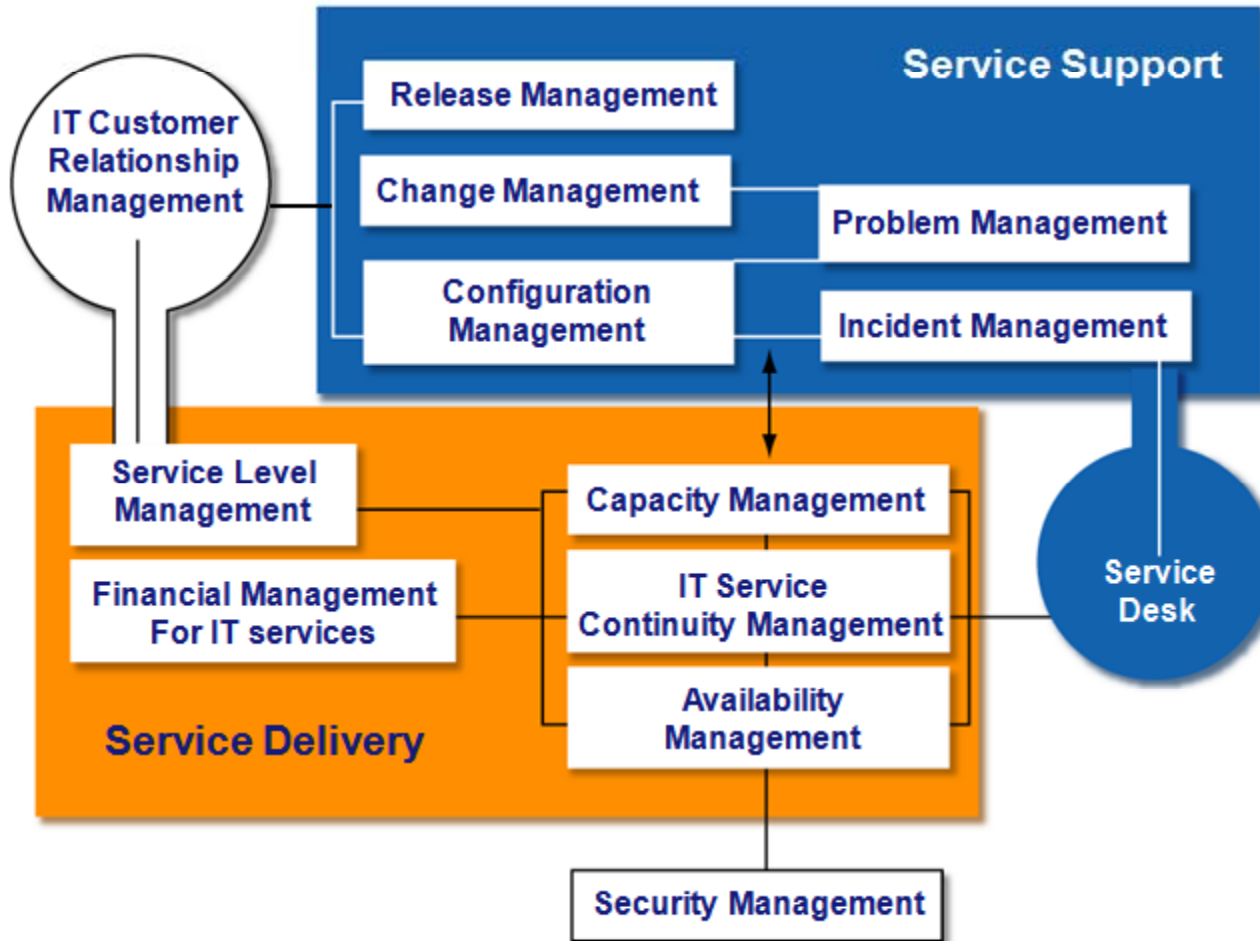 Service Support
IT Customer
Relationship
Management
Release Management
Change Management
Problem Management
Configuration
Management
Incident Management
Service Level
Management
Capacity Management
Financial Management
For IT services
IT Service
Continuity Management
Service
Desk
Availability
Management
Service Delivery
Security Management